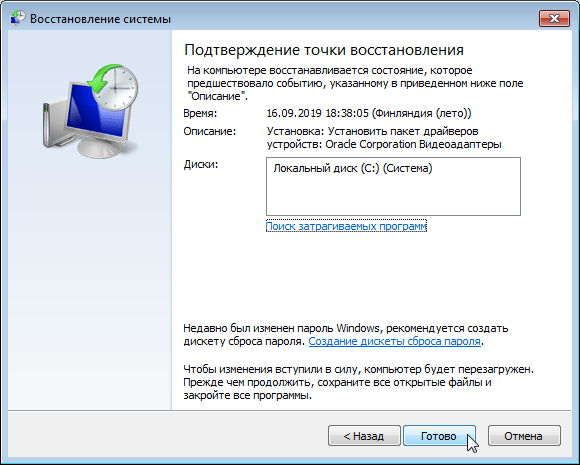 Восстановление системы
Подтверждение точки восстановления
На компьютере восстанавливается состояние, которое
предшествовало событию, указанному в приведенном ниже поле
"Описание".
Время: 16.09.2019 18:38:05 (Финляндия (лето))
Описание: Установка: Установить пакет драйверов
устройств: Oracle Corporation Видеоадаптеры
Диски: Локальный диск (C:) (Система)
Поиск затрагиваемых программ
Недавно был изменен пароль Windows, рекомендуется создать
дискету сброса пароля. Создание дискеты сброса пароля.
Чтобы изменения вступили в силу, компьютер будет перезагружен.
Прежде чем продолжить, сохраните все открытые файлы и
закройте все программы.
< Назад Готово Отмена